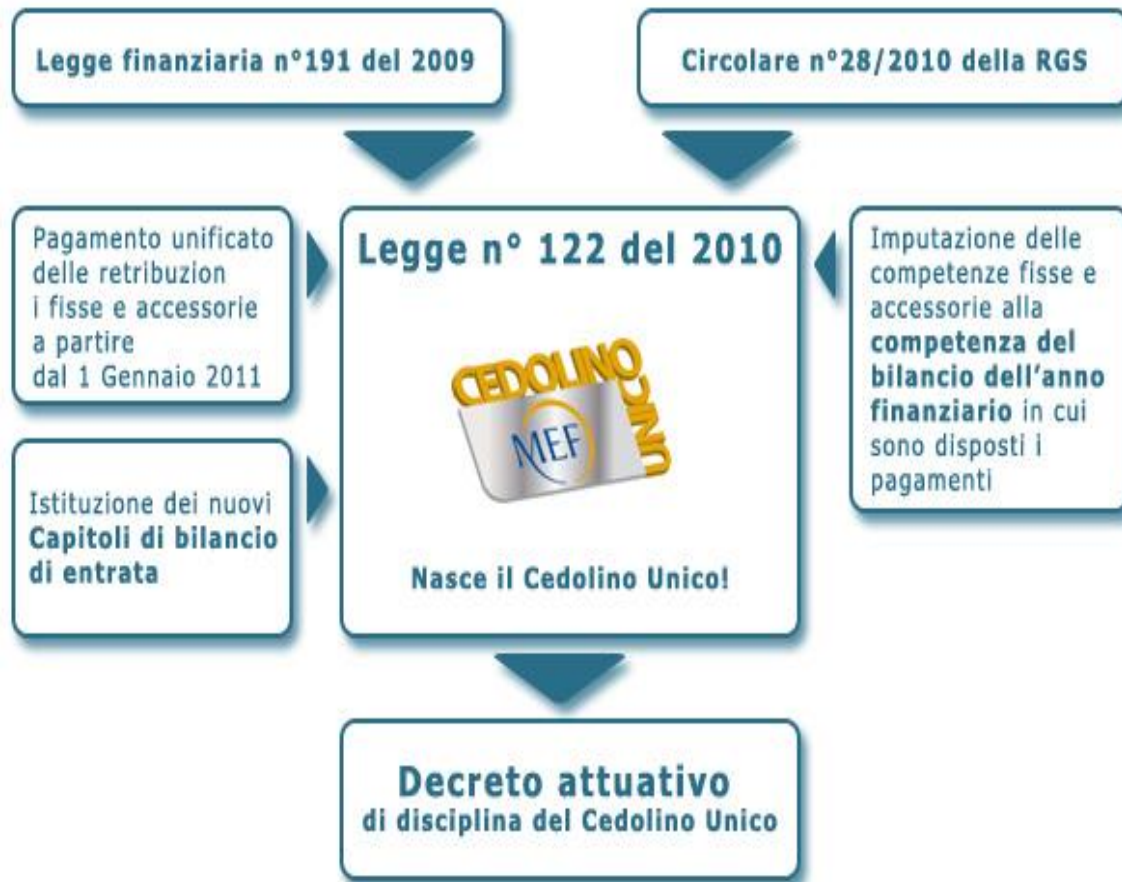 Legge finanziaria n°191 del 2009
Circolare n°28/2010 della RGS
Pagamento unificato
delle retribuzion
i fisse e accessorie
a partire
dal 1 Gennaio 2011
Istituzione dei nuovi
Capitoli di bilancio
di entrata
Legge n° 122 del 2010
CEDOLINO
UNICO
MEF
Nasce il Cedolino Unico!
Imputazione delle
competenze fisse e
accessorie alla
competenza del
bilancio dell'anno
finanziario in cui
sono disposti i
pagamenti
Decreto attuativo
di disciplina del Cedolino Unico